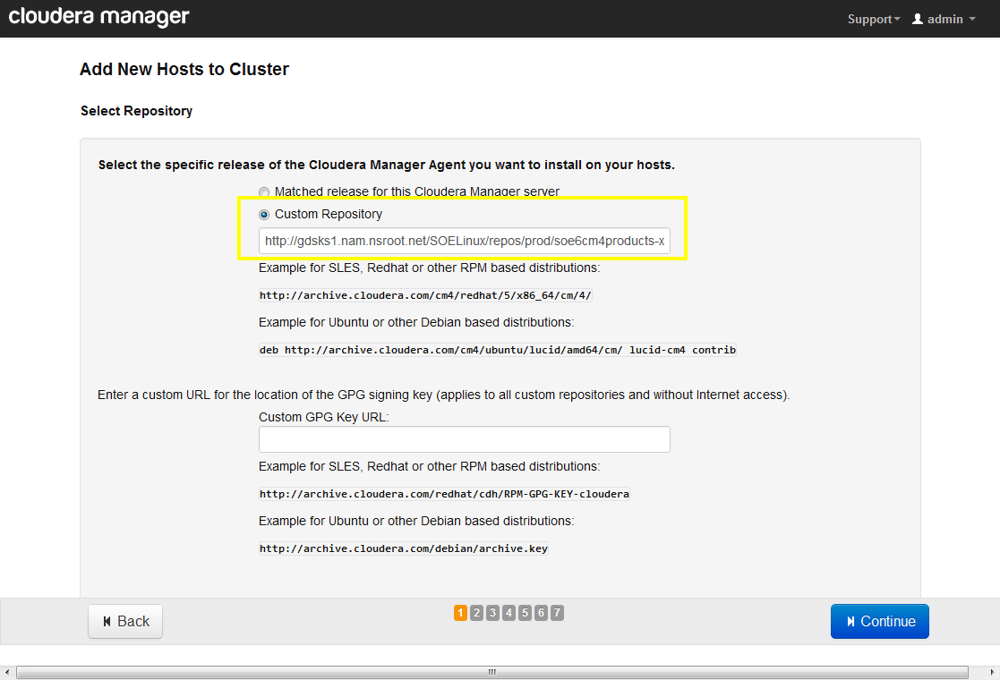 cloudera manager
Support admin
Add New Hosts to Cluster
Select Repository
Select the specific release of the Cloudera Manager Agent you want to install on your hosts.
Matched release for this Cloudera Manager server
Custom Repository
http://gdsks1.nam.nsroot.net/SOELinux/repos/prod/soe6cm4products-x
Example for SLES, Redhat or other RPM based distributions:
http://archive.cloudera.com/cm4/redhat/5/x86_64/cm/4/
Example for Ubuntu or other Debian based distributions:
deb http://archive.cloudera.com/cm4/ubuntu/lucid/amd64/cm/ lucid-cm4 contrib
Enter a custom URL for the location of the GPG signing key (applies to all custom repositories and without Internet access).
Custom GPG Key URL:
Example for SLES, Redhat or other RPM based distributions:
http://archive.cloudera.com/redhat/cdh/RPM-GPG-KEY-cloudera
Example for Ubuntu or other Debian based distributions:
http://archive.cloudera.com/debian/archive.key
Back 1 2 3 4 5 6 7 Continue